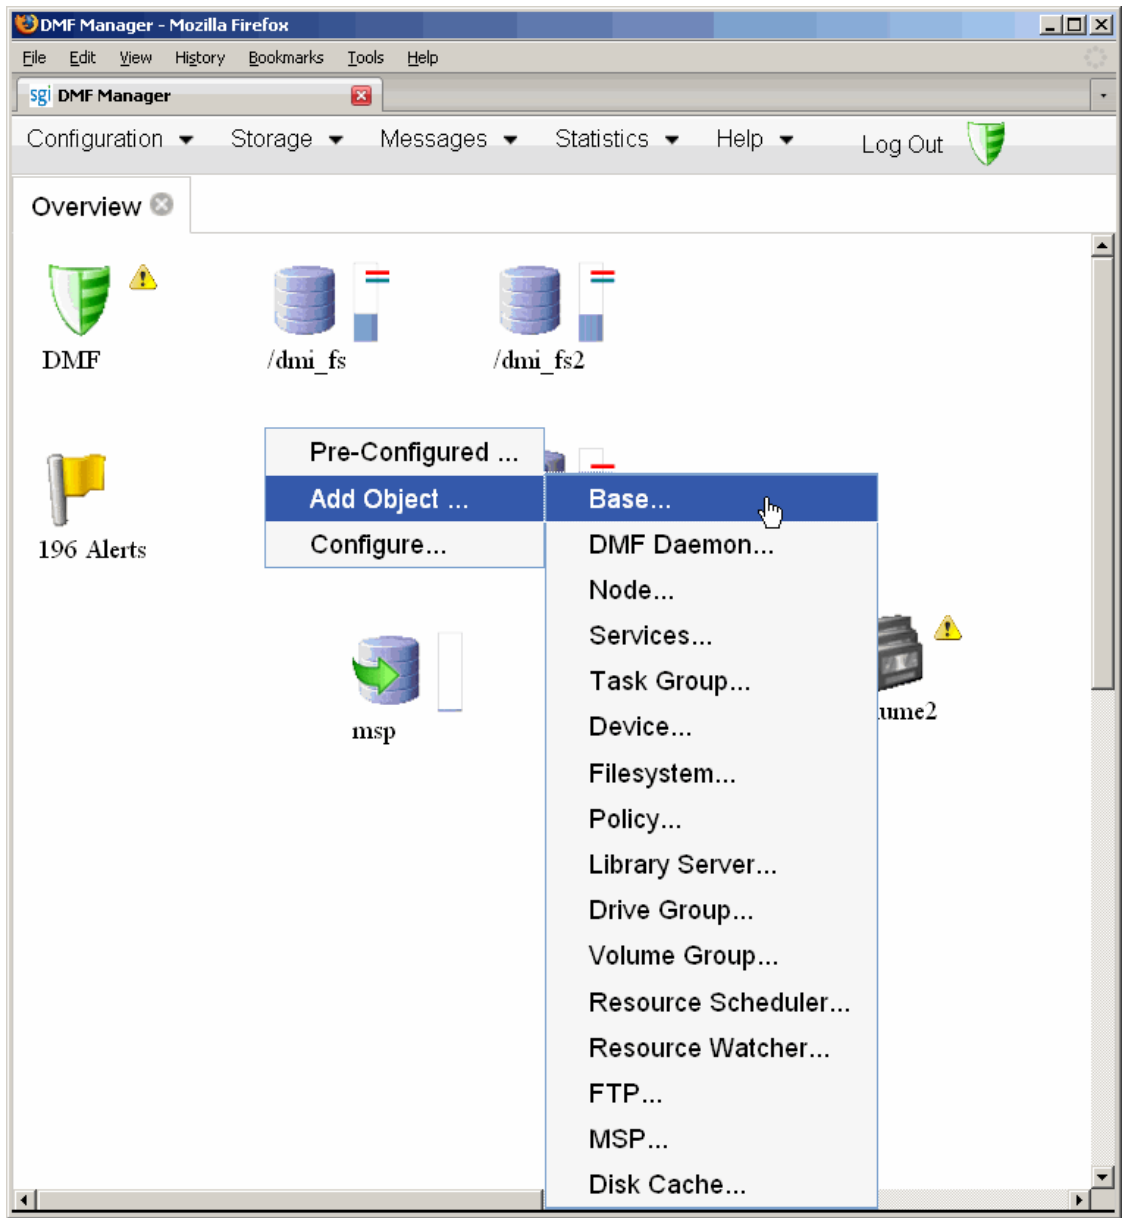 DMF Manager - Mozilla Firefox
File Edit View History Bookmarks Tools Help
sgi DMF Manager
Configuration Storage Messages Statistics Help Log Out
Overview
DMF /dmi_fs /dmi_fs2
196 Alerts
Pre-Configured ...
Add Object ...
Configure...
Base...
DMF Daemon...
Node...
Services...
Task Group...
Device...
Filesystem...
Policy...
Library Server...
Drive Group...
Volume Group...
Resource Scheduler...
Resource Watcher...
FTP...
MSP...
Disk Cache...
msp
ume2